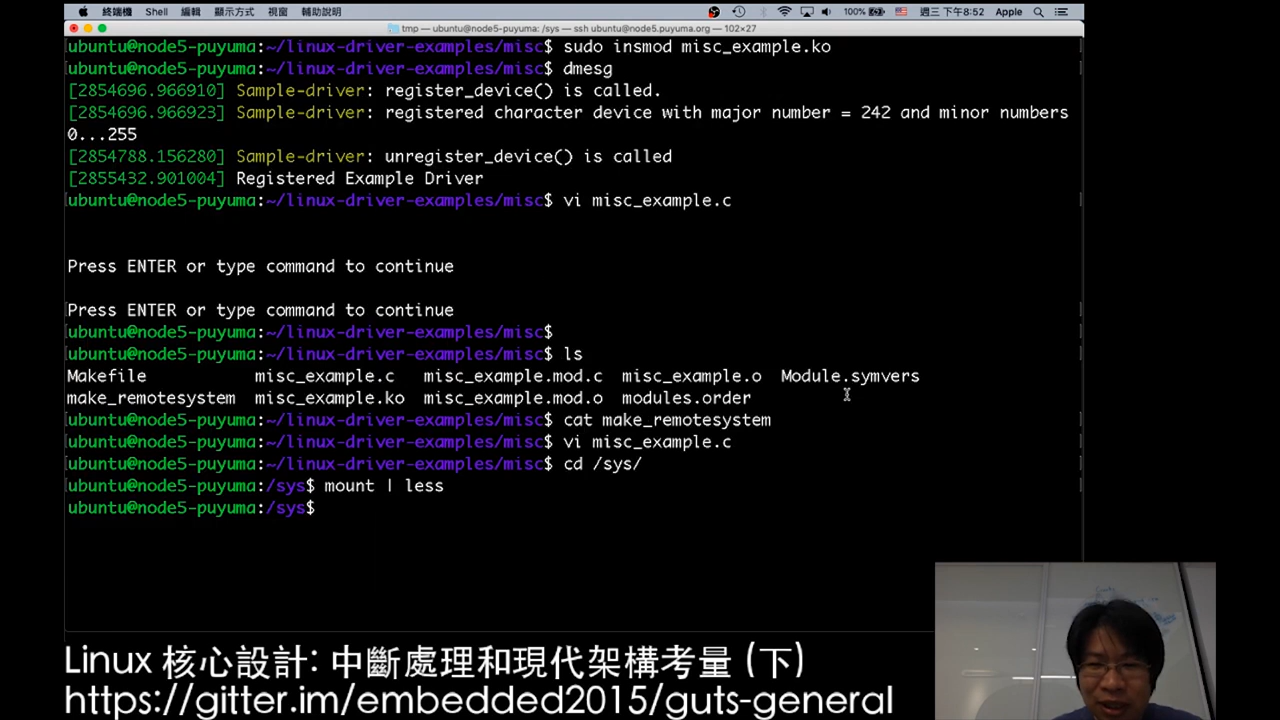 終端機 Shell 編輯 顯示方式 視窗 輔助說明 100% 週三 下午8:52 Apple
tmp — ubuntu@node5-puyuma: /sys — ssh ubuntu@node5.puyuma.org — 102×27
ubuntu@node5-puyuma:~/linux-driver-examples/misc$ sudo insmod misc_example.ko
ubuntu@node5-puyuma:~/linux-driver-examples/misc$ dmesg
[2854696.966910] Sample-driver: register_device() is called.
[2854696.966923] Sample-driver: registered character device with major number = 242 and minor numbers
0...255
[2854788.156280] Sample-driver: unregister_device() is called
[2855432.901004] Registered Example Driver
ubuntu@node5-puyuma:~/linux-driver-examples/misc$ vi misc_example.c
Press ENTER or type command to continue
Press ENTER or type command to continue
ubuntu@node5-puyuma:~/linux-driver-examples/misc$
ubuntu@node5-puyuma:~/linux-driver-examples/misc$ ls
Makefile misc_example.c misc_example.mod.c misc_example.o Module.symvers
make_remotesystem misc_example.ko misc_example.mod.o modules.order
ubuntu@node5-puyuma:~/linux-driver-examples/misc$ cat make_remotesystem
ubuntu@node5-puyuma:~/linux-driver-examples/misc$ vi misc_example.c
ubuntu@node5-puyuma:~/linux-driver-examples/misc$ cd /sys/
ubuntu@node5-puyuma:/sys$ mount | less
ubuntu@node5-puyuma:/sys$
Linux 核心設計: 中斷處理和現代架構考量 (下)
https://gitter.im/embedded2015/guts-general